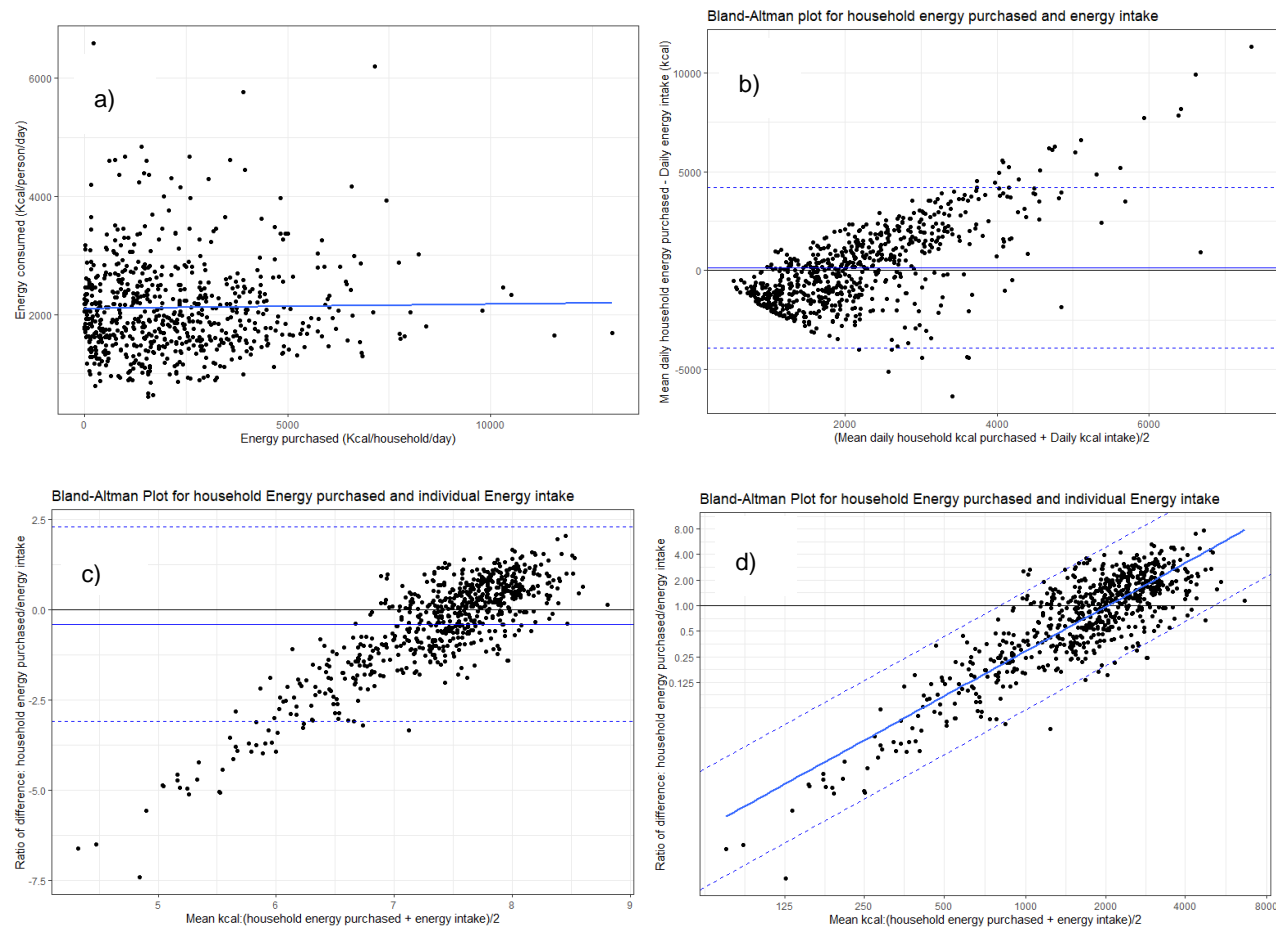 a)
Energy consumed (Kcal/person/day)
6000
4000
2000
0
5000
10000
Energy purchased (Kcal/household/day)
Bland-Altman plot for household energy purchased and energy intake
b)
Mean daily household energy purchased - Daily energy intake (kcal)
10000
5000
0
-5000
2000
4000
6000
(Mean daily household kcal purchased + Daily kcal intake)/2
Bland-Altman Plot for household Energy purchased and individual Energy intake
c)
Ratio of difference: household energy purchased/energy intake
2.5
0.0
-2.5
-5.0
-7.5
5
6
7
8
9
Mean kcal:(household energy purchased + energy intake)/2
Bland-Altman Plot for household Energy purchased and individual Energy intake
d)
Ratio of difference: household energy purchased/energy intake
8.00
4.00
2.00
1.00
0.5
0.25
0.125
125
250
500
1000
2000
4000
8000
Mean kcal:(household energy purchased + energy intake)/2